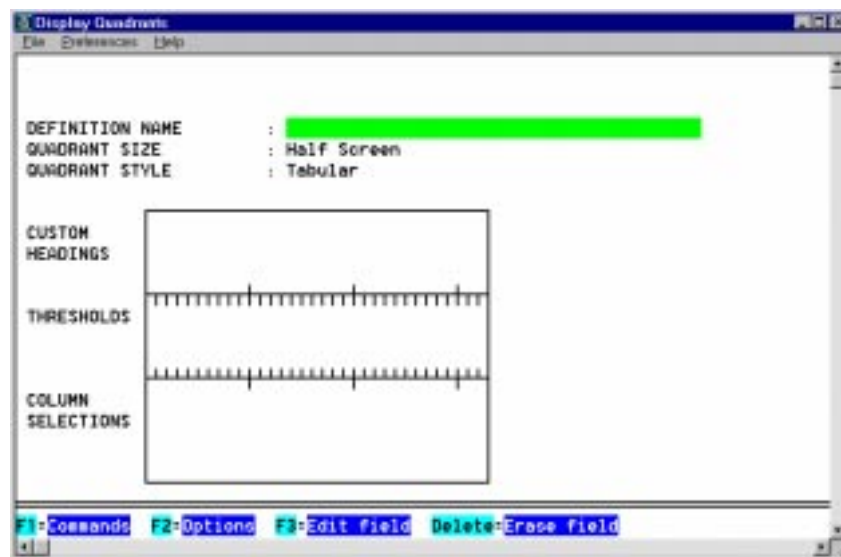 Display Quadrants
File Preferences Help
DEFINITION NAME :
QUADRANT SIZE : Half Screen
QUADRANT STYLE : Tabular
CUSTOM
HEADINGS
THRESHOLDS
COLUMN
SELECTIONS
F1=Commands F2=Options F3=Edit field Delete=Erase field